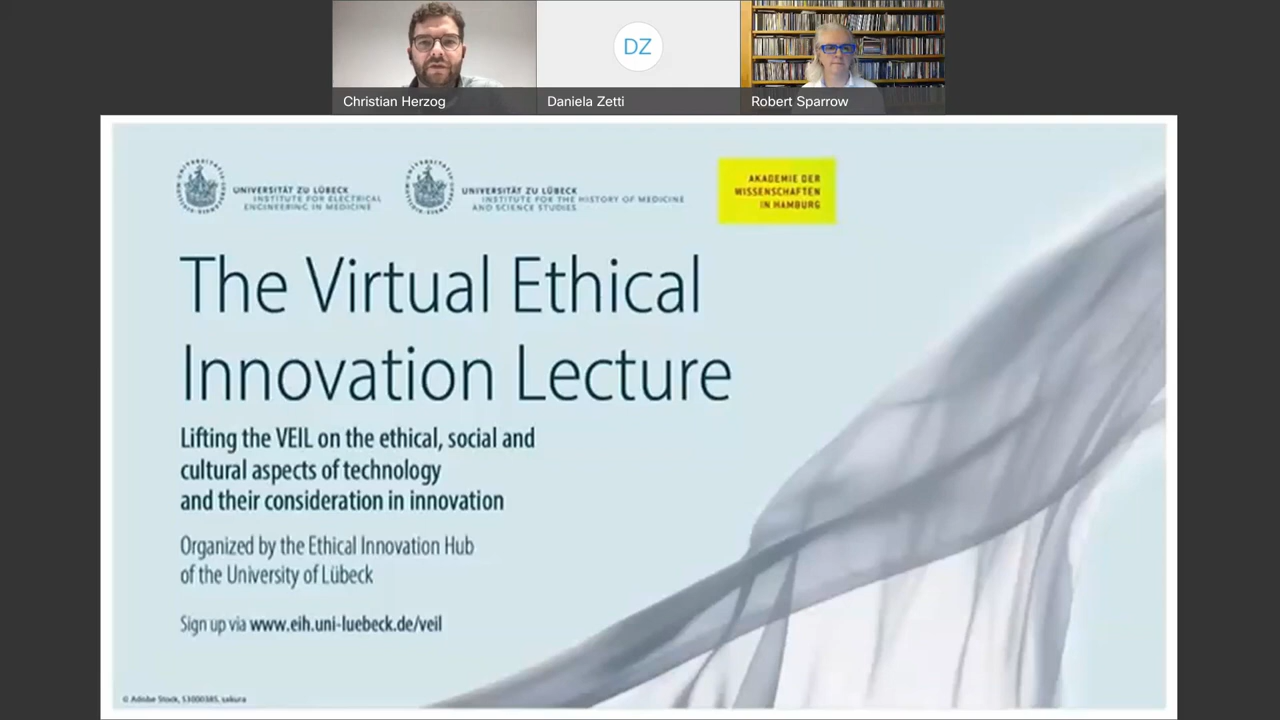 DZ
Christian Herzog
Daniela Zetti
Robert Sparrow
UNIVERSITÄT ZU LÜBECK
INSTITUTE FOR ELECTRICAL
ENGINEERING IN MEDICINE
UNIVERSITÄT ZU LÜBECK
INSTITUTE FOR THE HISTORY OF MEDICINE
AND SCIENCE STUDIES
AKADEMIE DER
WISSENSCHAFTEN
IN HAMBURG
The Virtual Ethical
Innovation Lecture
Lifting the VEIL on the ethical, social and
cultural aspects of technology
and their consideration in innovation
Organized by the Ethical Innovation Hub
of the University of Lübeck
Sign up via www.eih.uni-luebeck.de/veil
© Adobe Stock, 53000385, sakura